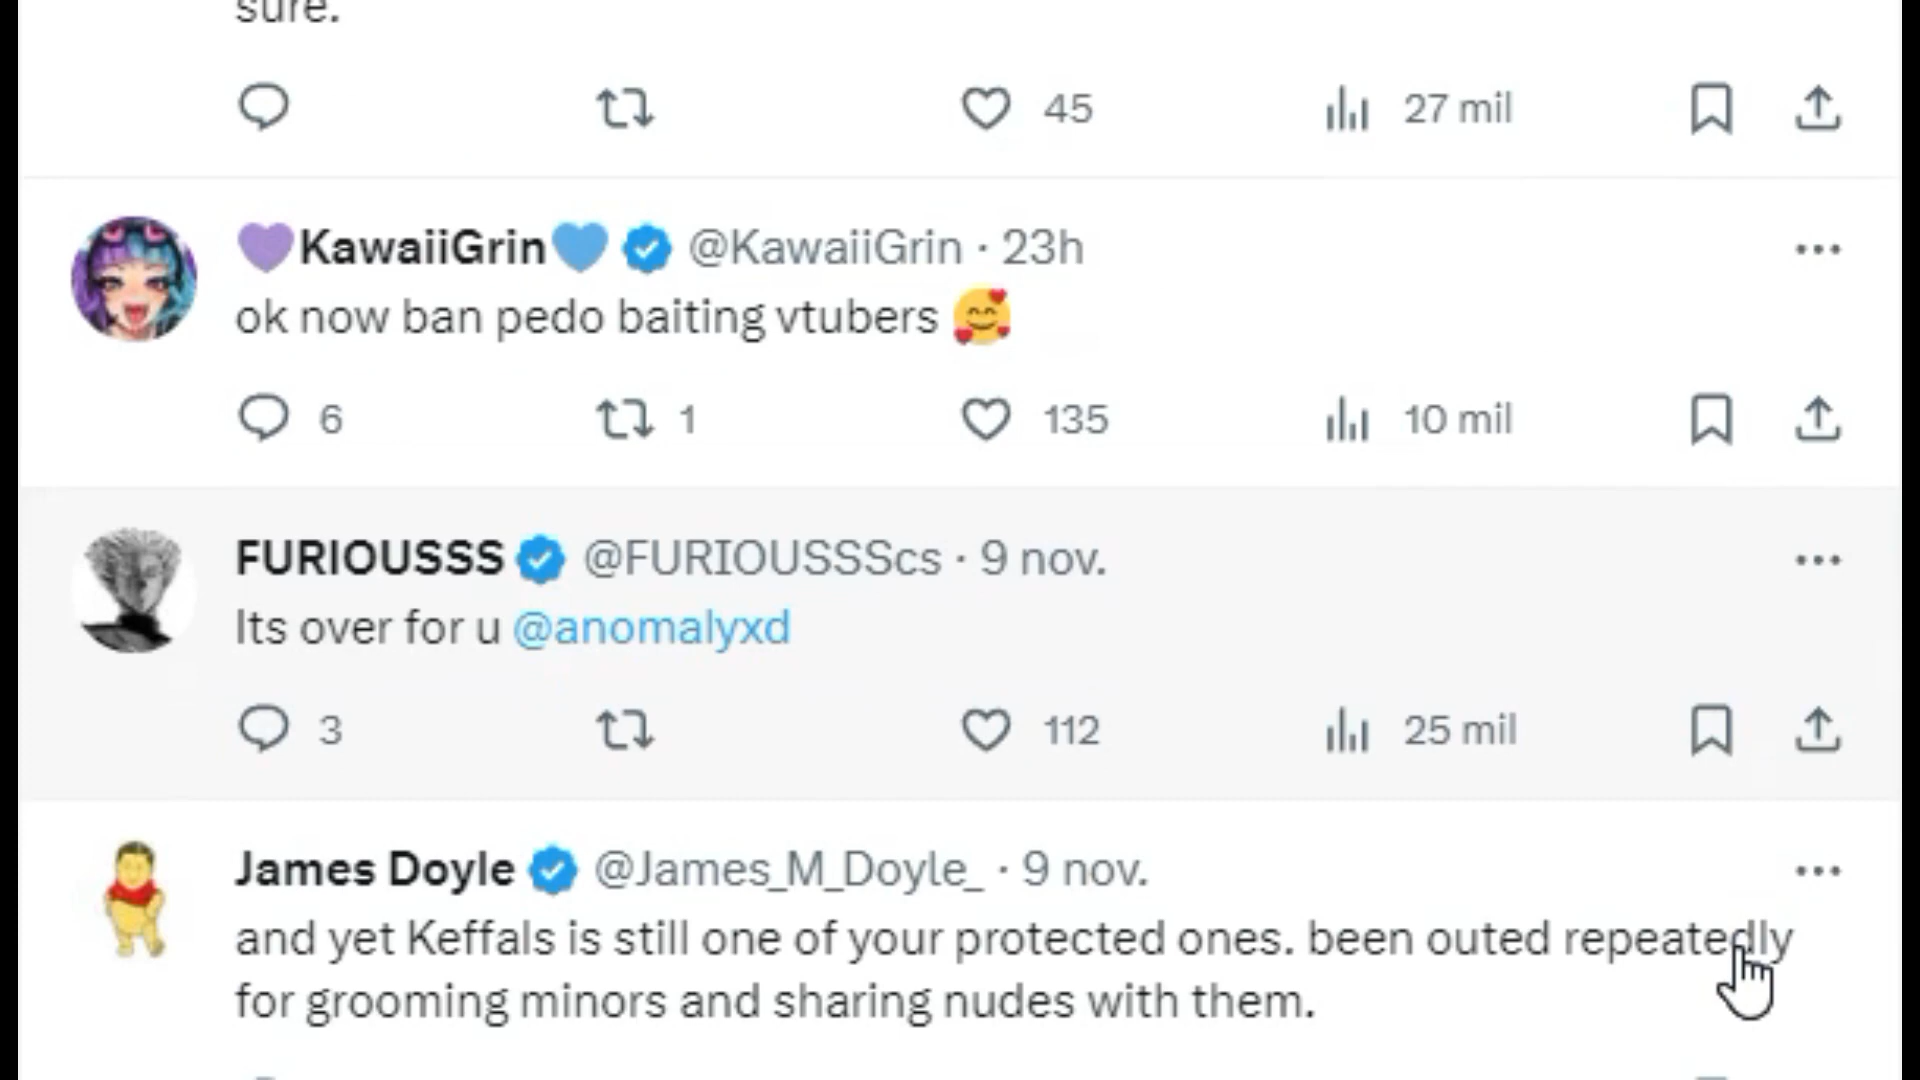 sure.
45 27 mil
KawaiiGrin @KawaiiGrin · 23h
ok now ban pedo baiting vtubers
6 1 135 10 mil
FURIOUSSS @FURIOUSSScs · 9 nov.
Its over for u @anomalyxd
3 112 25 mil
James Doyle @James_M_Doyle_ · 9 nov.
and yet Keffals is still one of your protected ones. been outed repeatedly
for grooming minors and sharing nudes with them.